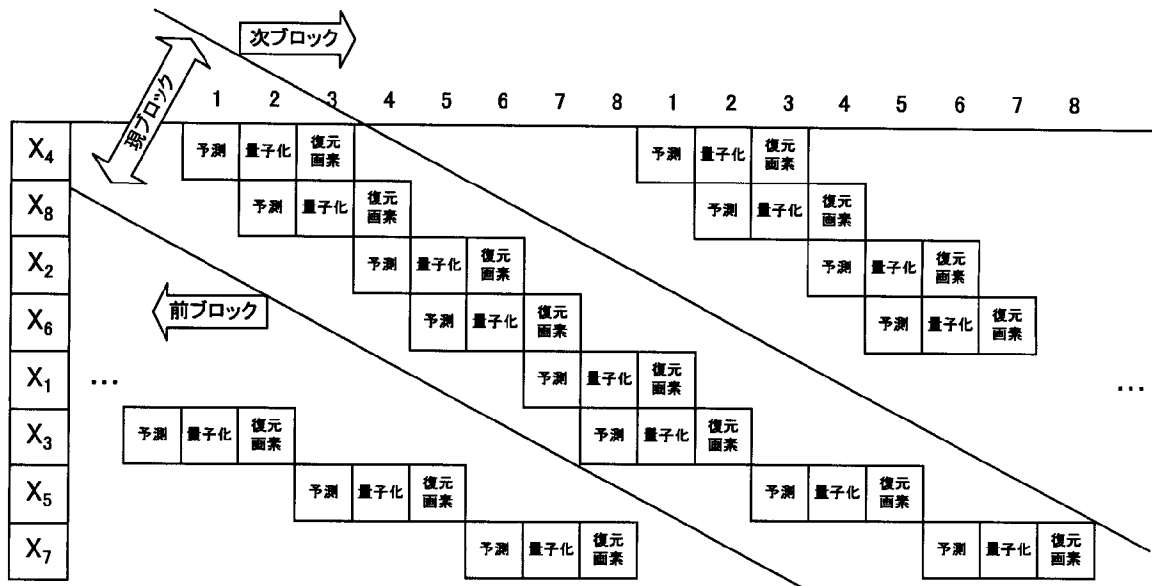 次ブロック
現ブロック
1 2 3 4 5 6 7 8 1 2 3 4 5 6 7 8
X4 予測 量子化 復元画素 予測 量子化 復元画素
X8 予測 量子化 復元画素 予測 量子化 復元画素
X2 予測 量子化 復元画素 予測 量子化 復元画素
前ブロック
X6 予測 量子化 復元画素 予測 量子化 復元画素
X1 … 予測 量子化 復元画素 …
X3 予測 量子化 復元画素 予測 量子化 復元画素
X5 予測 量子化 復元画素 予測 量子化 復元画素
X7 予測 量子化 復元画素 予測 量子化 復元画素